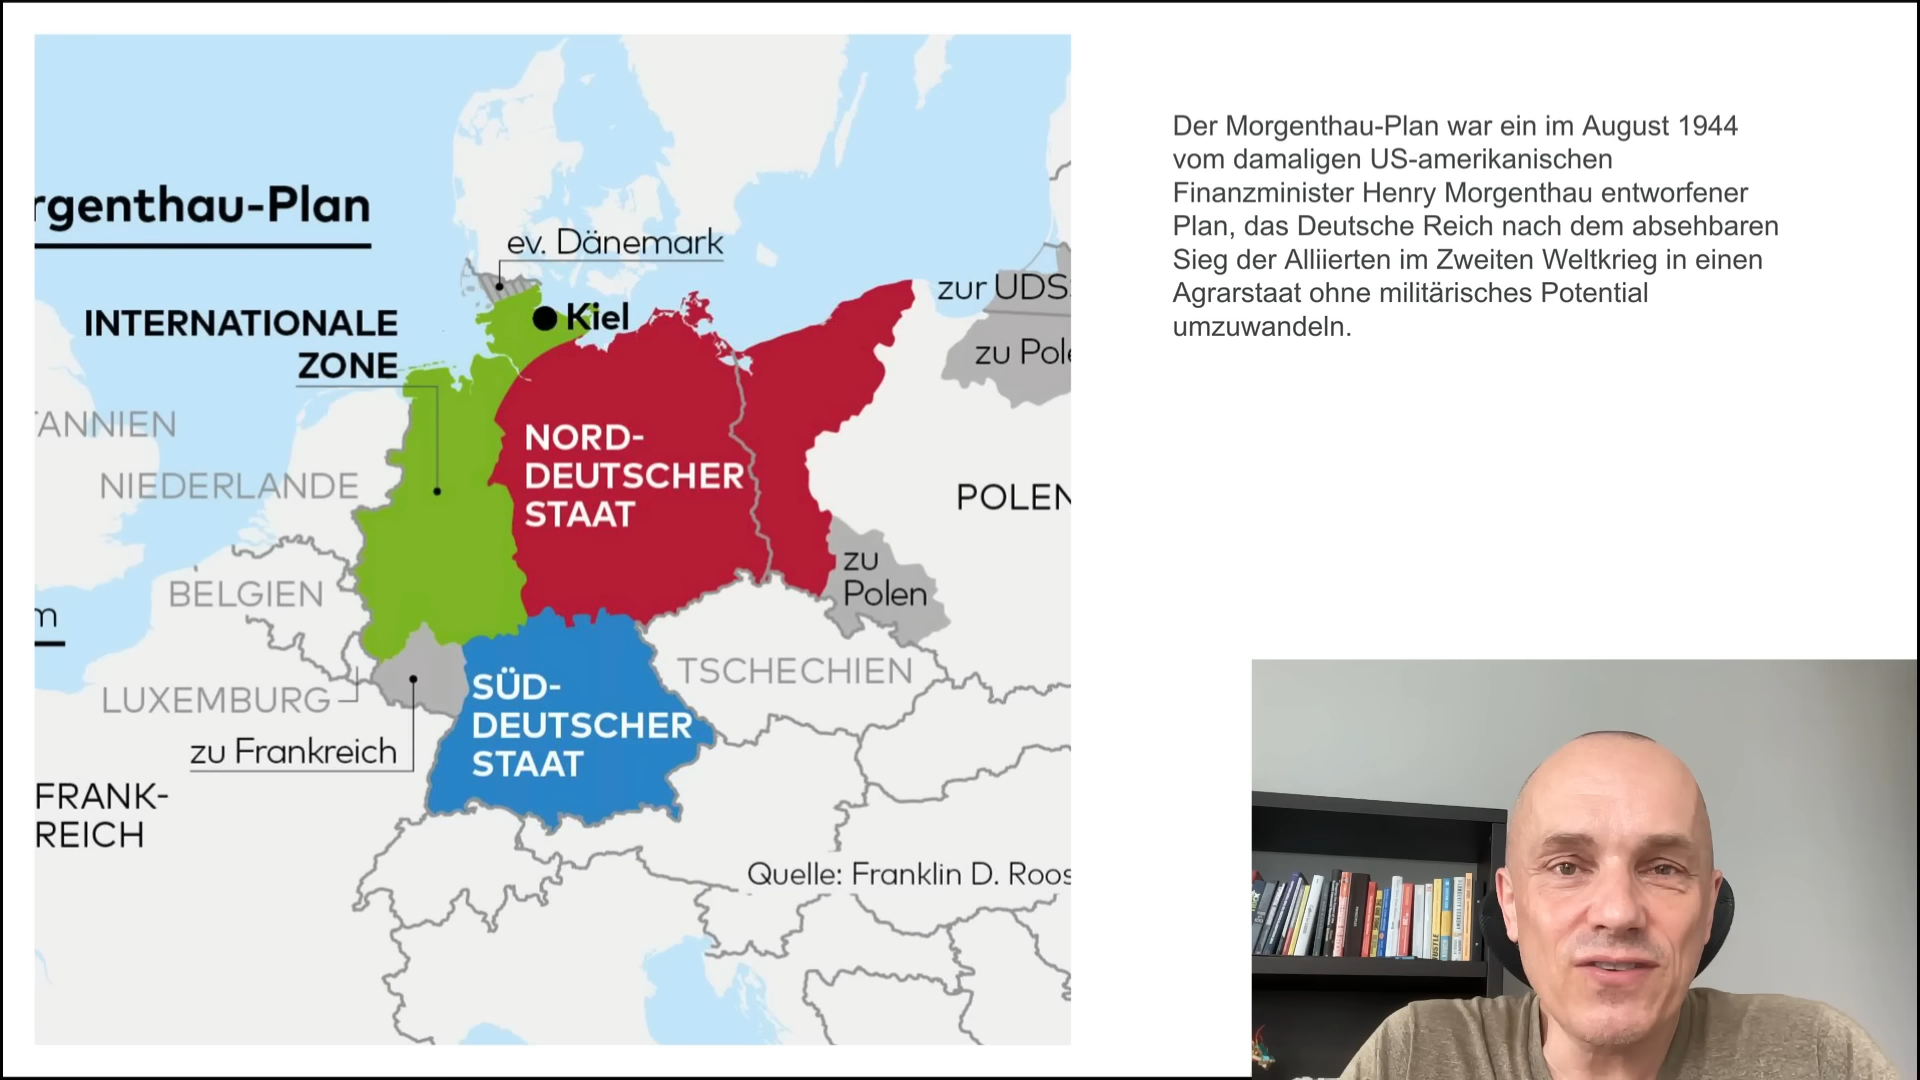 rgenthau-Plan
ev. Dänemark
zur UDS
INTERNATIONALE
ZONE
Kiel
zu Pole
TANNIEN
NORD-
DEUTSCHER
STAAT
NIEDERLANDE
POLEN
zu
Polen
BELGIEN
m
TSCHECHIEN
LUXEMBURG
SÜD-
DEUTSCHER
STAAT
zu Frankreich
FRANK-
REICH
Quelle: Franklin D. Roos
Der Morgenthau-Plan war ein im August 1944
vom damaligen US-amerikanischen
Finanzminister Henry Morgenthau entworfener
Plan, das Deutsche Reich nach dem absehbaren
Sieg der Alliierten im Zweiten Weltkrieg in einen
Agrarstaat ohne militärisches Potential
umzuwandeln.